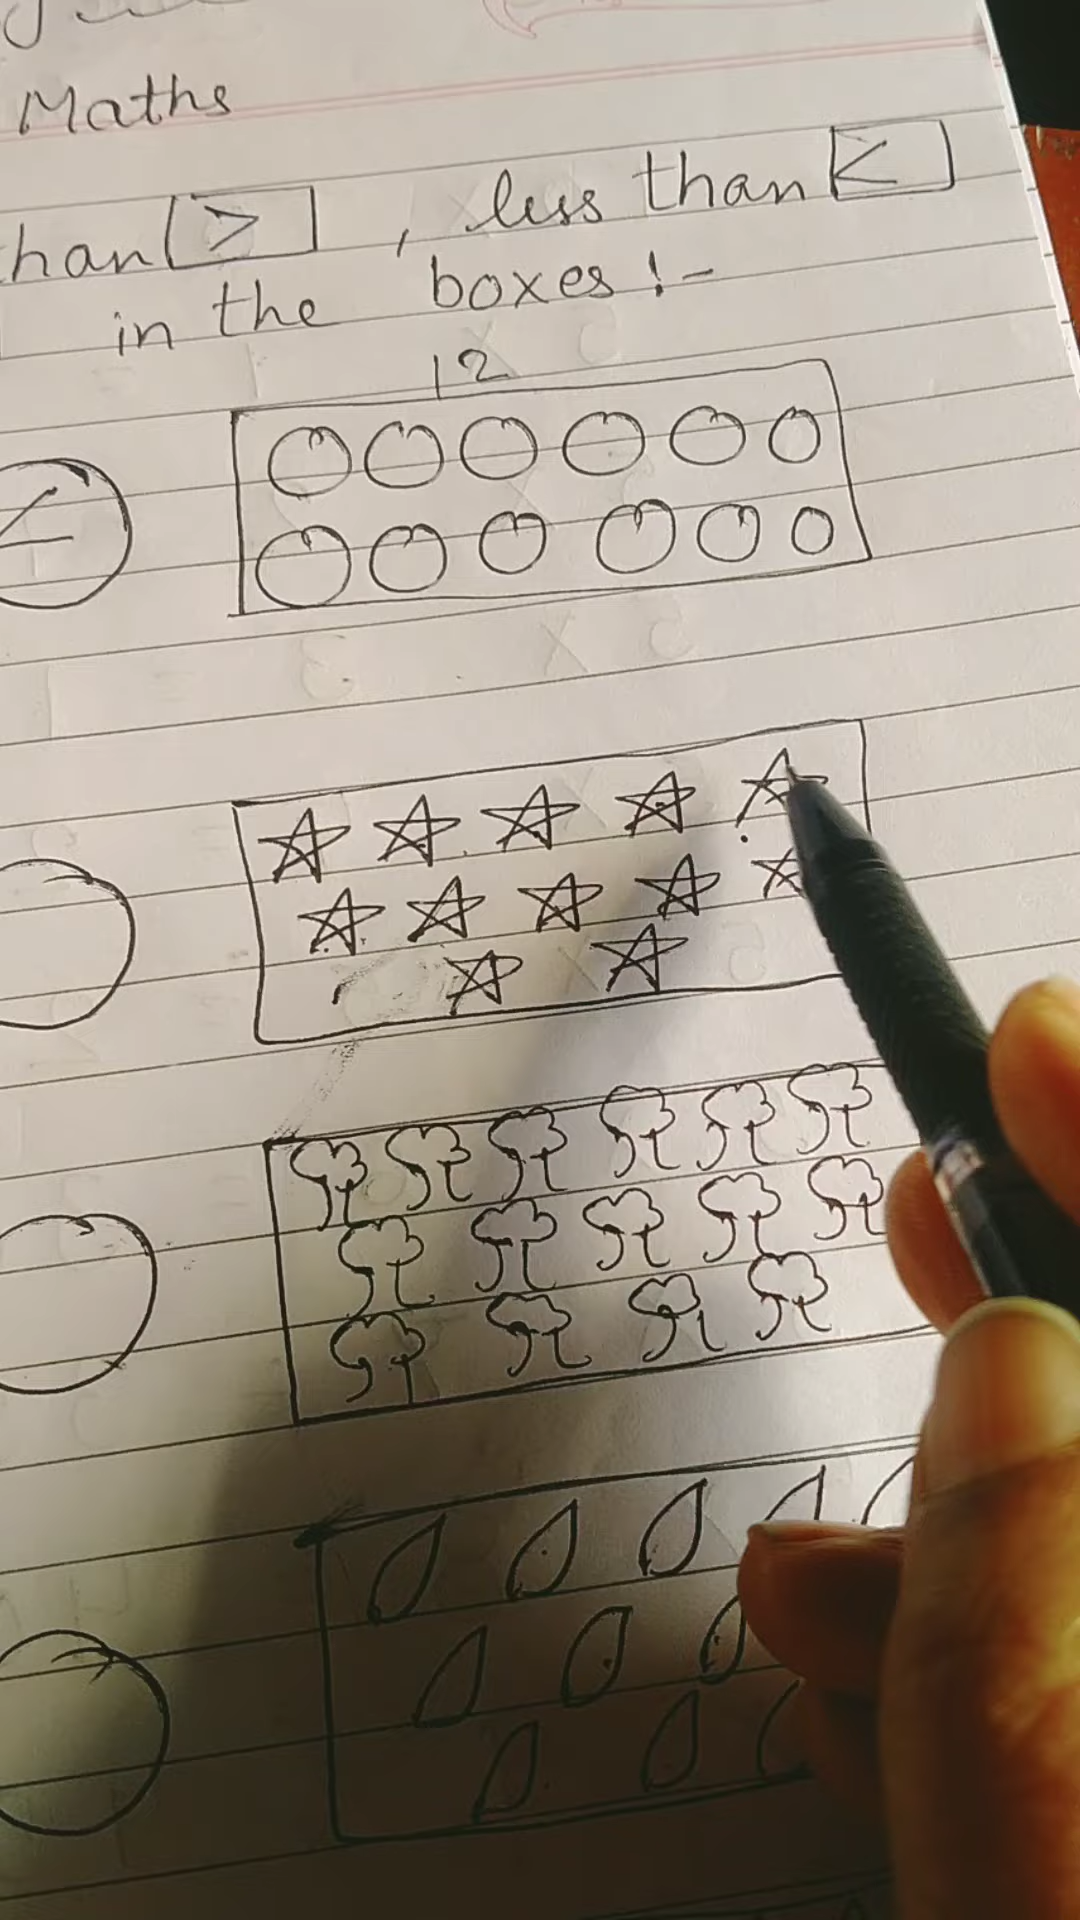 Maths
than > , less than <
in the boxes :-
12
<